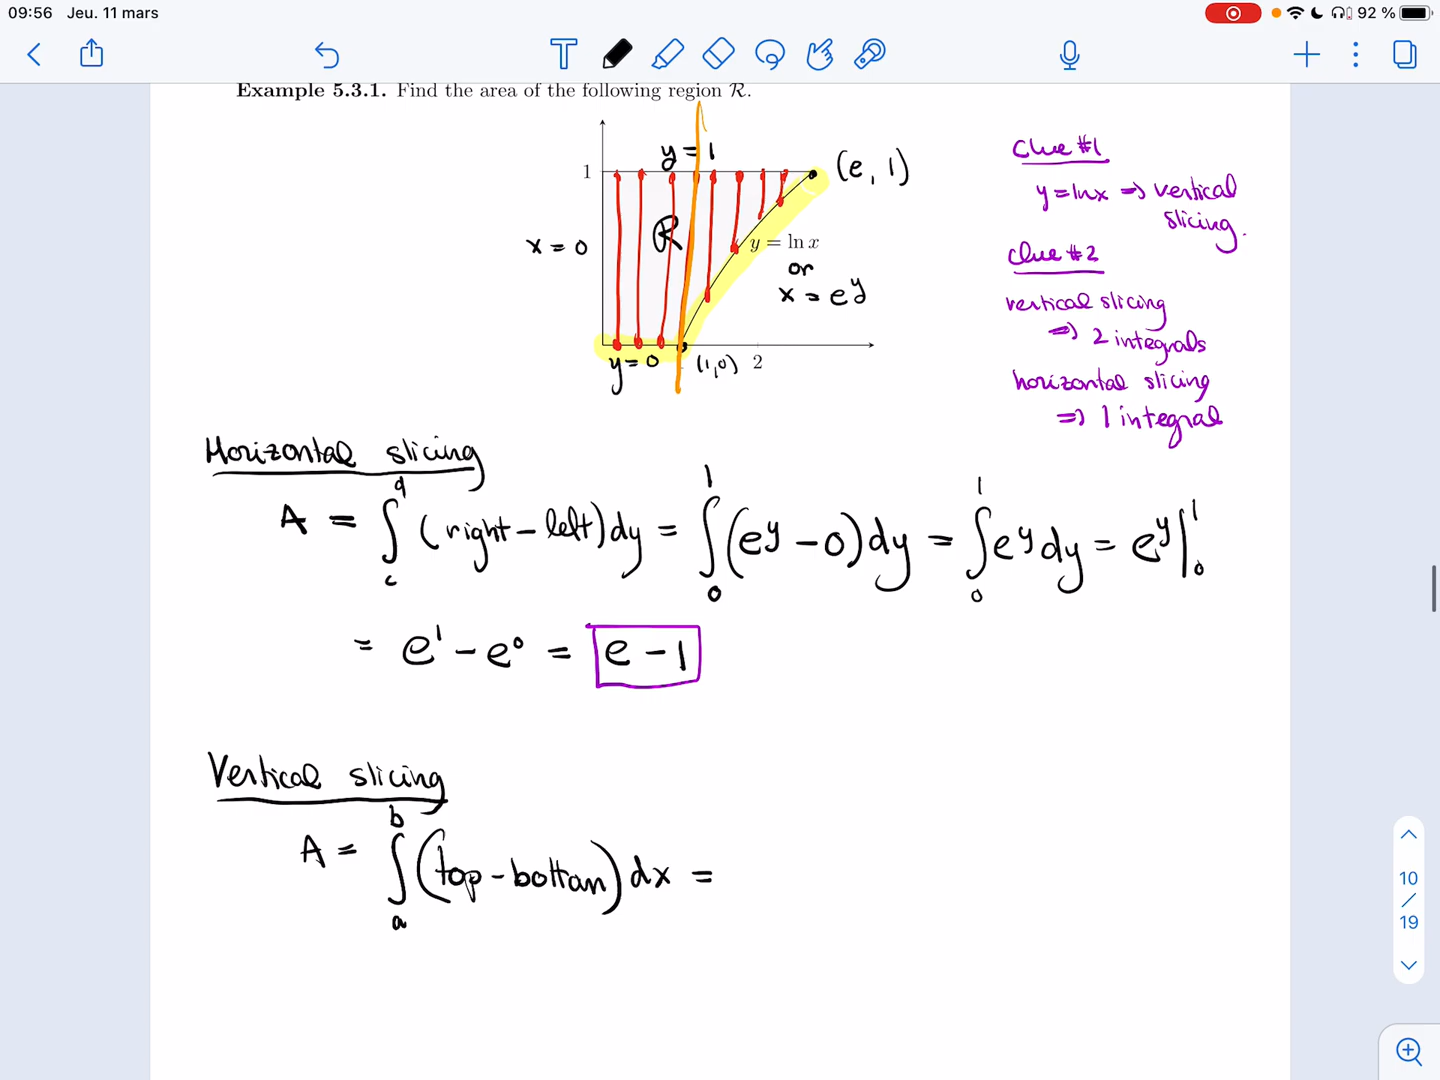 09:56 Jeu. 11 mars
92 %
Example 5.3.1. Find the area of the following region R.
y = 1
1
(e, 1)
x = 0
R
y = ln x
or
x = e^y
y = 0
(1,0)
2
Clue #1
y = lnx => vertical
slicing.
Clue #2
vertical slicing
=> 2 integrals
horizontal slicing
=> 1 integral
Horizontal slicing
A = ∫_c^d (right - left) dy = ∫_0^1 (e^y - 0) dy = ∫_0^1 e^y dy = e^y |_0^1
= e^1 - e^0 = e - 1
Vertical slicing
A = ∫_a^b (top - bottom) dx =
10
/
19